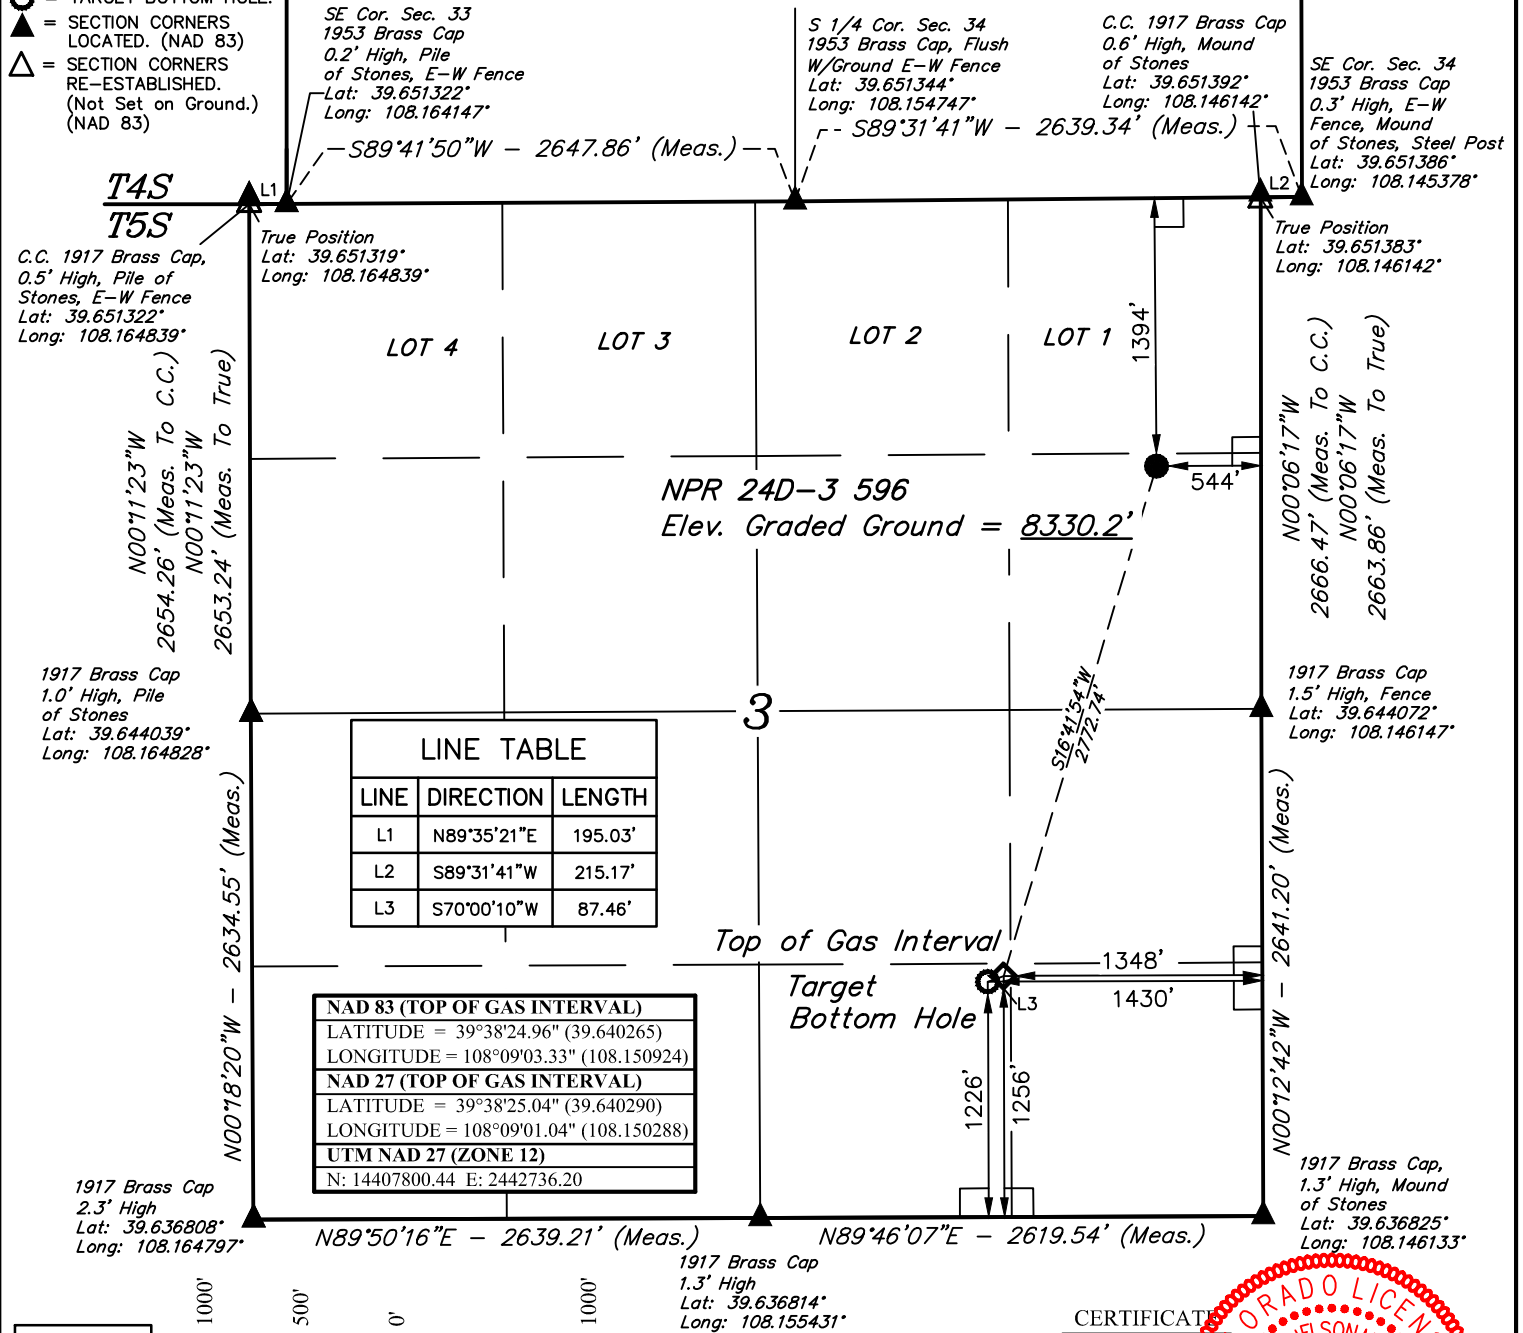 = TARGET BOTTOM HOLE.
= SECTION CORNERS
LOCATED. (NAD 83)
= SECTION CORNERS
RE-ESTABLISHED.
(Not Set on Ground.)
(NAD 83)
SE Cor. Sec. 33
1953 Brass Cap
0.2' High, Pile
of Stones, E-W Fence
Lat: 39.651322°
Long: 108.164147°
S 1/4 Cor. Sec. 34
1953 Brass Cap, Flush
W/Ground E-W Fence
Lat: 39.651344°
Long: 108.154747°
C.C. 1917 Brass Cap
0.6' High, Mound
of Stones
Lat: 39.651392°
Long: 108.146142°
SE Cor. Sec. 34
1953 Brass Cap
0.3' High, E-W
Fence, Mound
of Stones, Steel Post
Lat: 39.651386°
Long: 108.145378°
S89°41'50"W - 2647.86' (Meas.)
S89°31'41"W - 2639.34' (Meas.)
T4S
T5S
L1
L2
C.C. 1917 Brass Cap,
0.5' High, Pile of
Stones, E-W Fence
Lat: 39.651322°
Long: 108.164839°
True Position
Lat: 39.651319°
Long: 108.164839°
True Position
Lat: 39.651383°
Long: 108.146142°
LOT 4
LOT 3
LOT 2
LOT 1
1394'
544'
N00°11'23"W
2654.26' (Meas. To C.C.)
N00°11'23"W
2653.24' (Meas. To True)
N00°06'17"W
2666.47' (Meas. To C.C.)
N00°06'17"W
2663.86' (Meas. To True)
NPR 24D-3 596
Elev. Graded Ground = 8330.2'
1917 Brass Cap
1.0' High, Pile
of Stones
Lat: 39.644039°
Long: 108.164828°
3
S16°41'54"W
2772.74'
1917 Brass Cap
1.5' High, Fence
Lat: 39.644072°
Long: 108.146147°
LINE TABLE
LINE DIRECTION LENGTH
L1 N89°35'21"E 195.03'
L2 S89°31'41"W 215.17'
L3 S70°00'10"W 87.46'
N00°18'20"W - 2634.55' (Meas.)
N00°12'42"W - 2641.20' (Meas.)
Top of Gas Interval
Target
Bottom Hole
L3
1348'
1430'
1226'
1256'
NAD 83 (TOP OF GAS INTERVAL)
LATITUDE = 39°38'24.96" (39.640265)
LONGITUDE = 108°09'03.33" (108.150924)
NAD 27 (TOP OF GAS INTERVAL)
LATITUDE = 39°38'25.04" (39.640290)
LONGITUDE = 108°09'01.04" (108.150288)
UTM NAD 27 (ZONE 12)
N: 14407800.44 E: 2442736.20
1917 Brass Cap
2.3' High
Lat: 39.636808°
Long: 108.164797°
N89°50'16"E - 2639.21' (Meas.)
N89°46'07"E - 2619.54' (Meas.)
1917 Brass Cap
1.3' High
Lat: 39.636814°
Long: 108.155431°
1917 Brass Cap,
1.3' High, Mound
of Stones
Lat: 39.636825°
Long: 108.146133°
1000'
500'
0'
1000'
CERTIFICATE
ORADO LICEN